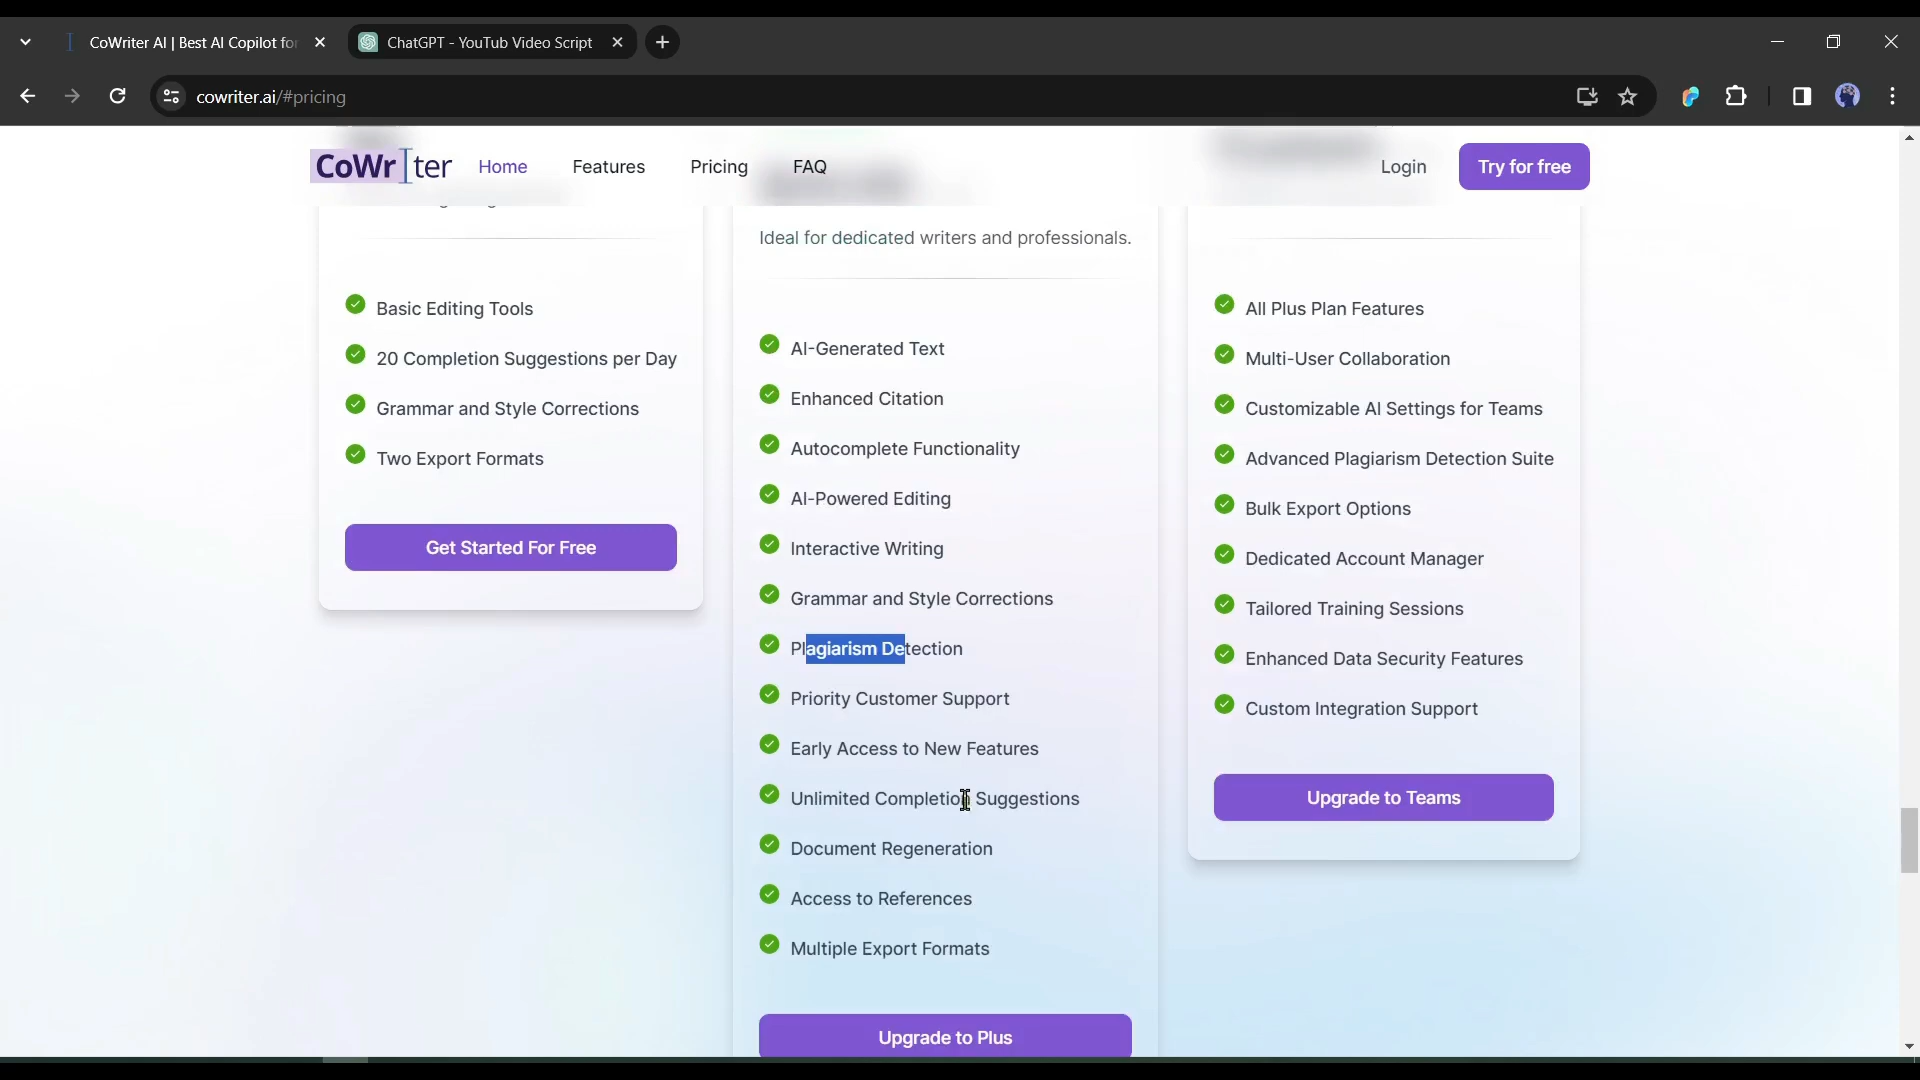 CoWriter AI | Best AI Copilot for
ChatGPT - YouTub Video Script
cowriter.ai/#pricing
CoWriter
Home
Features
Pricing
FAQ
Login
Try for free
Basic Editing Tools
20 Completion Suggestions per Day
Grammar and Style Corrections
Two Export Formats
Get Started For Free
Ideal for dedicated writers and professionals.
AI-Generated Text
Enhanced Citation
Autocomplete Functionality
AI-Powered Editing
Interactive Writing
Grammar and Style Corrections
Plagiarism Detection
Priority Customer Support
Early Access to New Features
Unlimited Completion Suggestions
Document Regeneration
Access to References
Multiple Export Formats
Upgrade to Plus
All Plus Plan Features
Multi-User Collaboration
Customizable AI Settings for Teams
Advanced Plagiarism Detection Suite
Bulk Export Options
Dedicated Account Manager
Tailored Training Sessions
Enhanced Data Security Features
Custom Integration Support
Upgrade to Teams